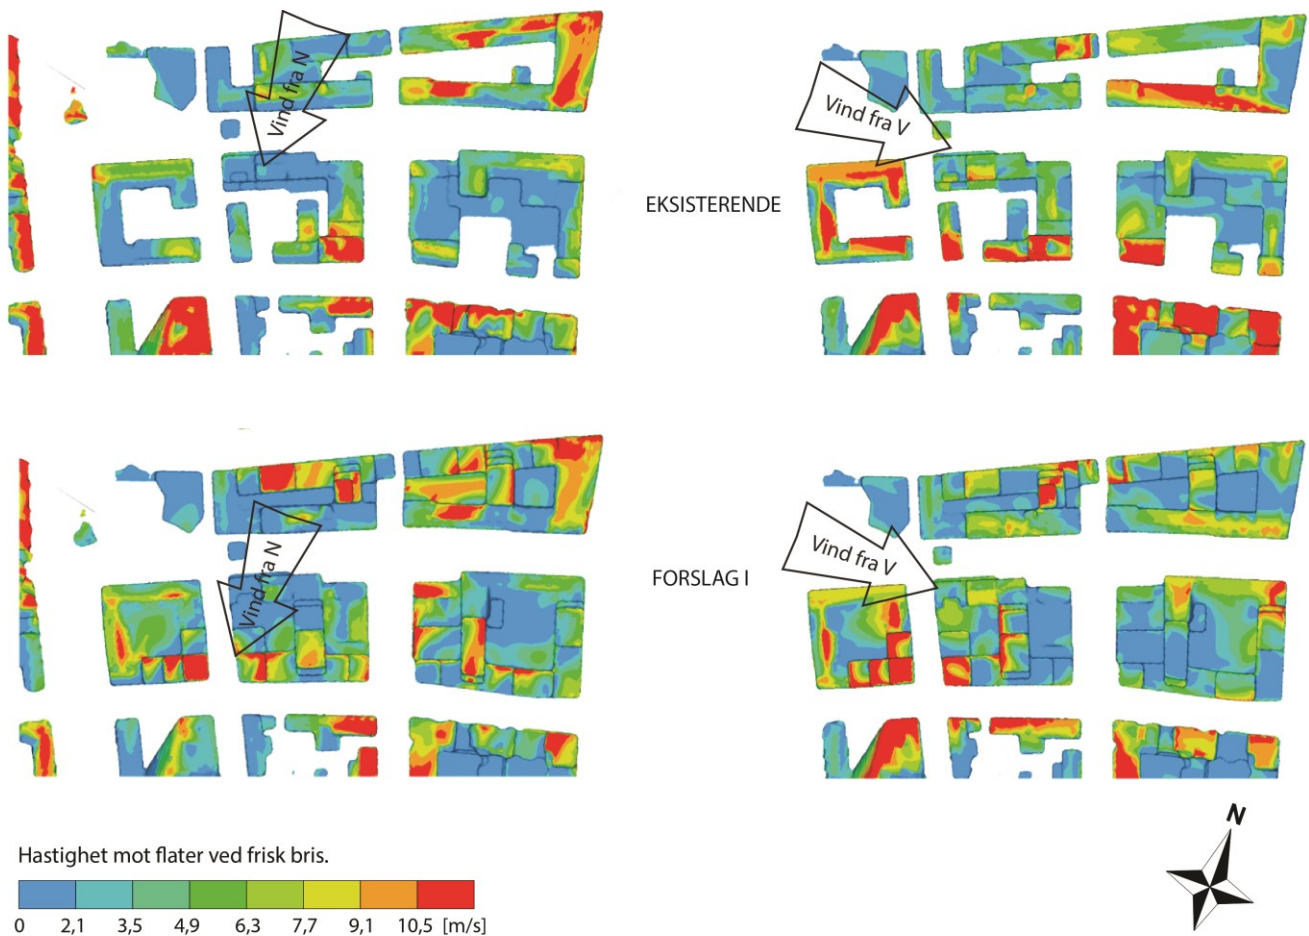 Vind fra N
Vind fra V
EKSISTERENDE
Vind fra N
Vind fra V
FORSLAG I
N
Hastighet mot flater ved frisk bris.
0 2,1 3,5 4,9 6,3 7,7 9,1 10,5 [m/s]